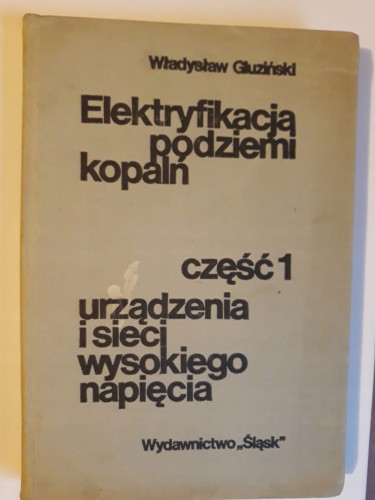 Władysław Gluziński
Elektryfikacja
podziemi
kopalń
część 1
urządzenia
i sieci
wysokiego
napięcia
Wydawnictwo „Śląsk”